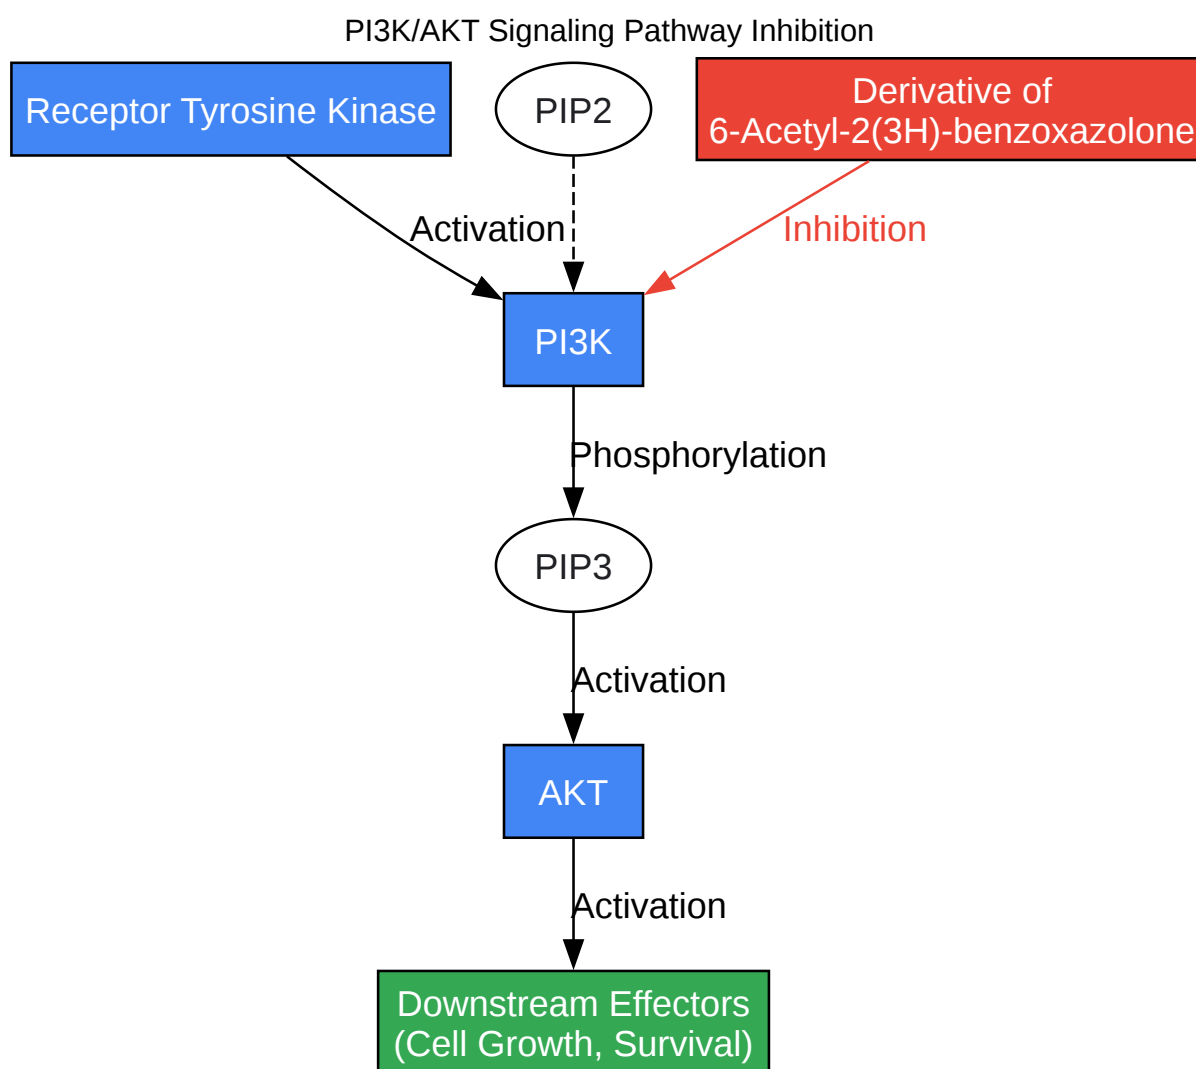 PI3K/AKT Signaling Pathway Inhibition
Receptor Tyrosine Kinase
PIP2
Derivative of
6-Acetyl-2(3H)-benzoxazolone
Activation
Inhibition
PI3K
Phosphorylation
PIP3
Activation
AKT
Activation
Downstream Effectors
(Cell Growth, Survival)